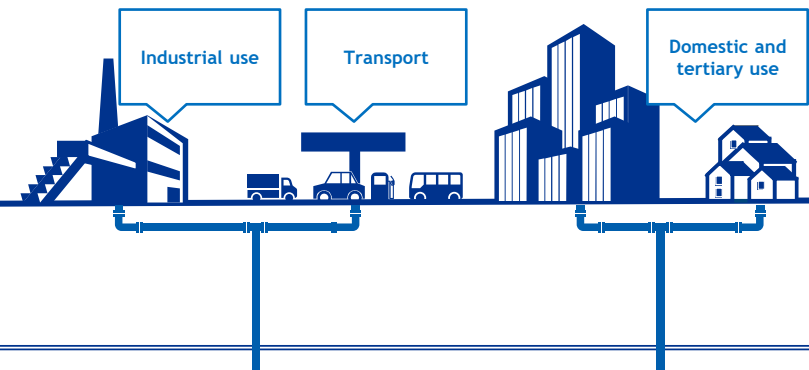 Industrial use
Transport
Domestic and
tertiary use